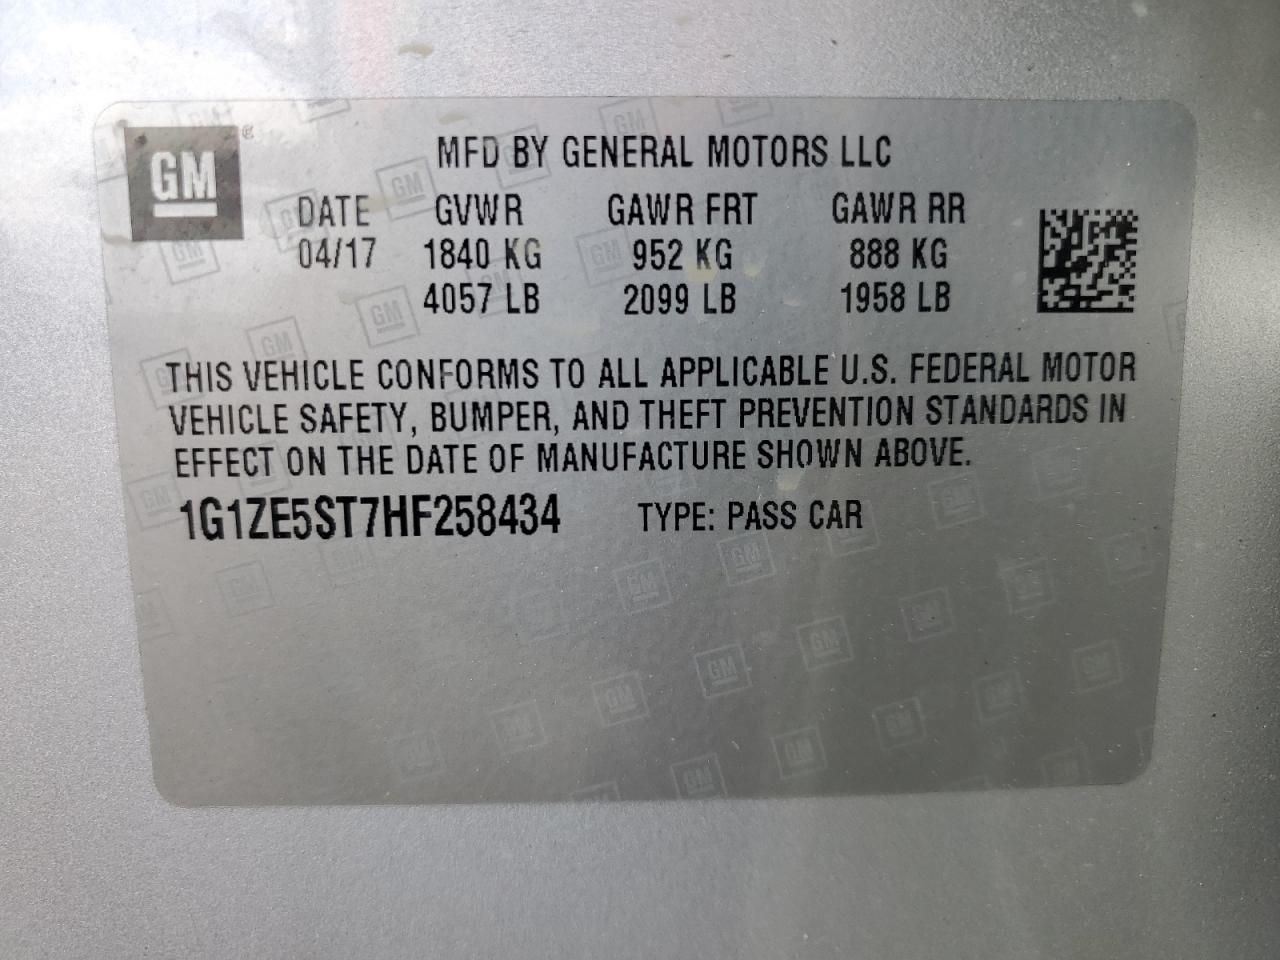 GM
MFD BY GENERAL MOTORS LLC
DATE GVWR GAWR FRT GAWR RR
04/17 1840 KG 952 KG 888 KG
4057 LB 2099 LB 1958 LB
THIS VEHICLE CONFORMS TO ALL APPLICABLE U.S. FEDERAL MOTOR
VEHICLE SAFETY, BUMPER, AND THEFT PREVENTION STANDARDS IN
EFFECT ON THE DATE OF MANUFACTURE SHOWN ABOVE.
1G1ZE5ST7HF258434 TYPE: PASS CAR